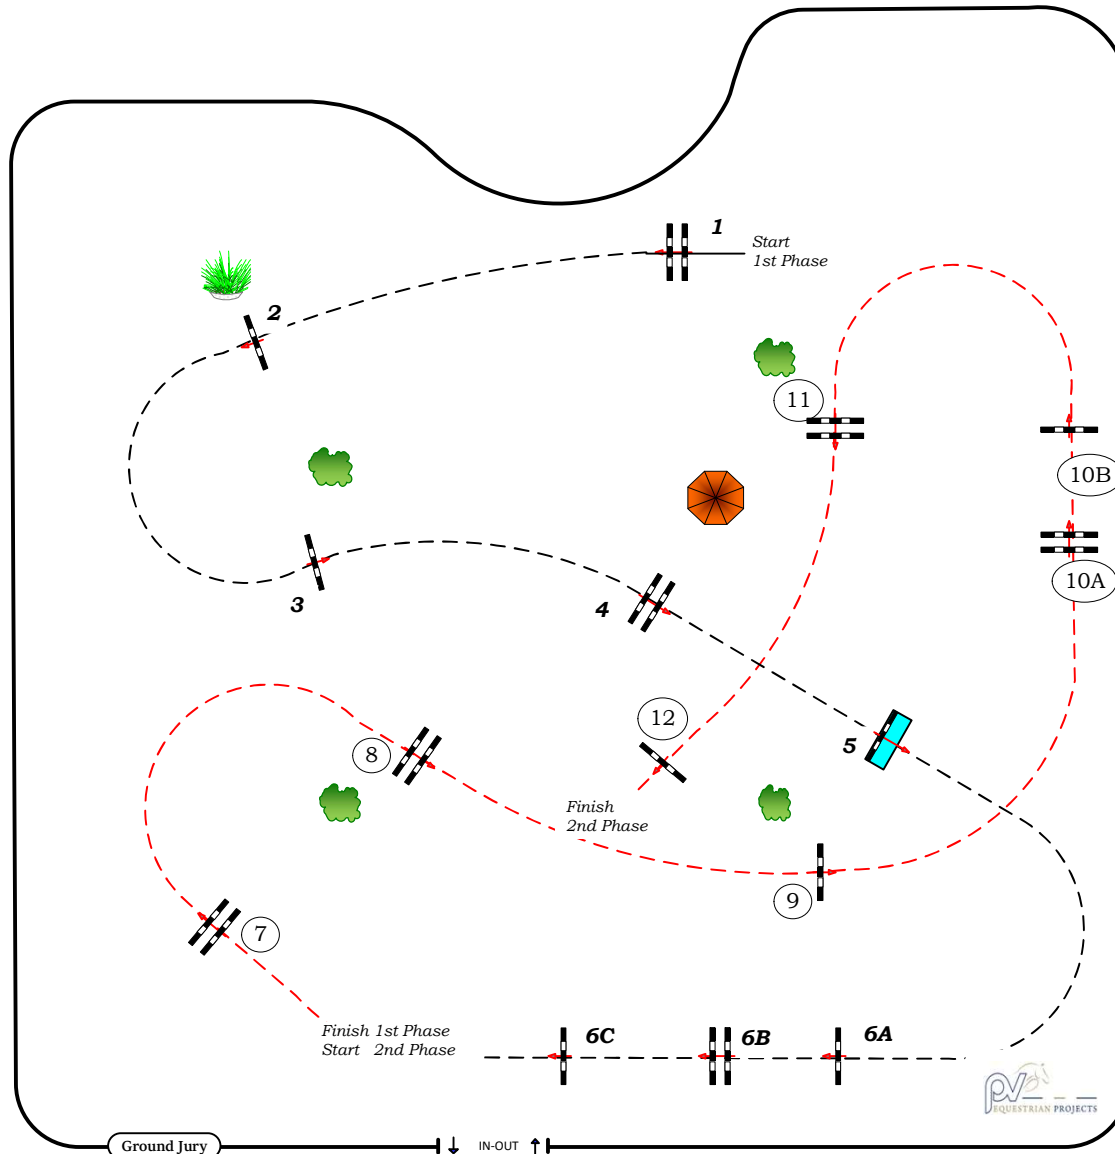 1
Start
1st Phase
2
11
10B
10A
3
4
12
5
8
Finish
2nd Phase
9
7
Finish 1st Phase
Start 2nd Phase
6C
6B
6A
pv
EQUESTRIAN PROJECTS
Ground Jury
IN-OUT